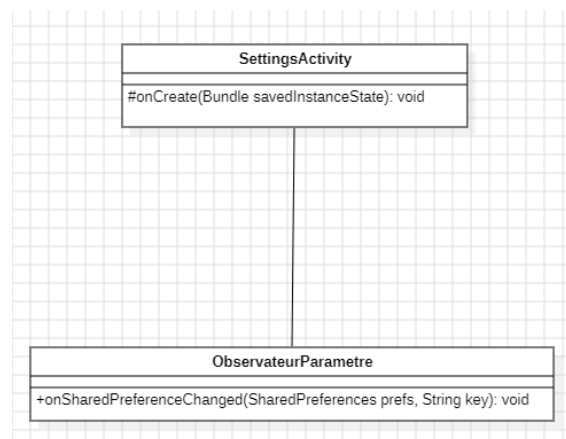 SettingsActivity
#onCreate(Bundle savedInstanceState): void
ObservateurParametre
+onSharedPreferenceChanged(SharedPreferences prefs, String key): void